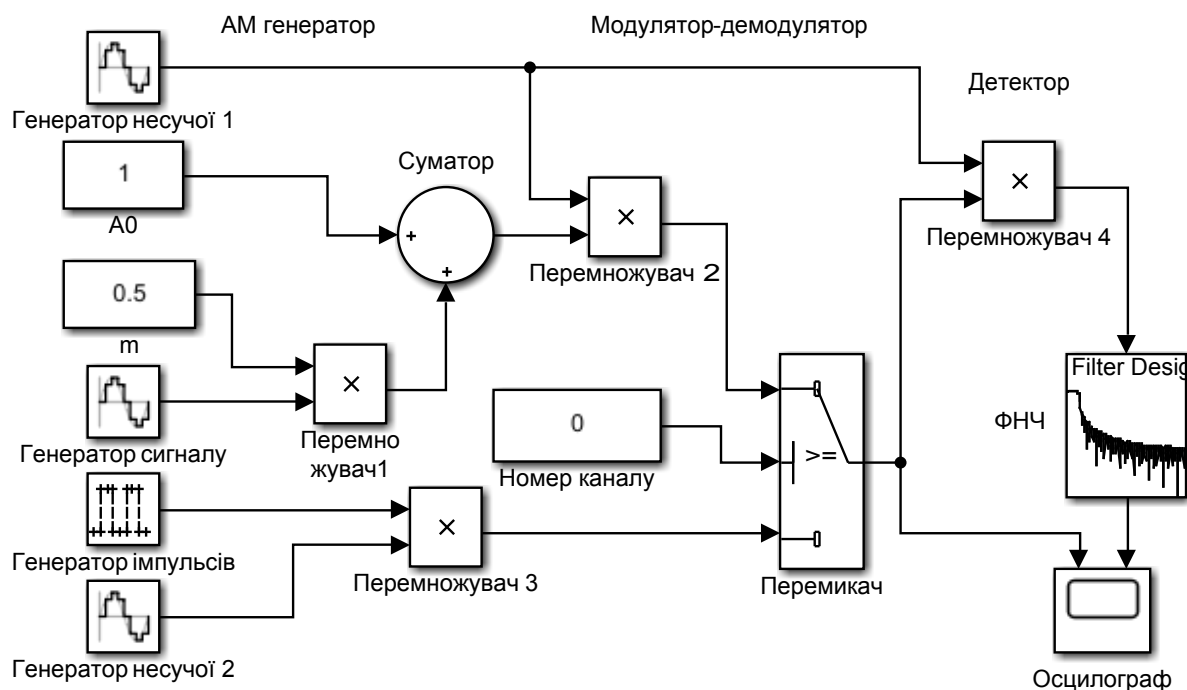 АМ генератор
Модулятор-демодулятор
Детектор
Генератор несучої 1
1
A0
Суматор
+
+
×
Перемножувач 2
×
Перемножувач 4
0.5
m
×
Перемно
жувач1
Генератор сигналу
0
Номер каналу
>=
Перемикач
Filter Desig
ФНЧ
Генератор імпульсів
×
Перемножувач 3
Генератор несучої 2
Осцилограф